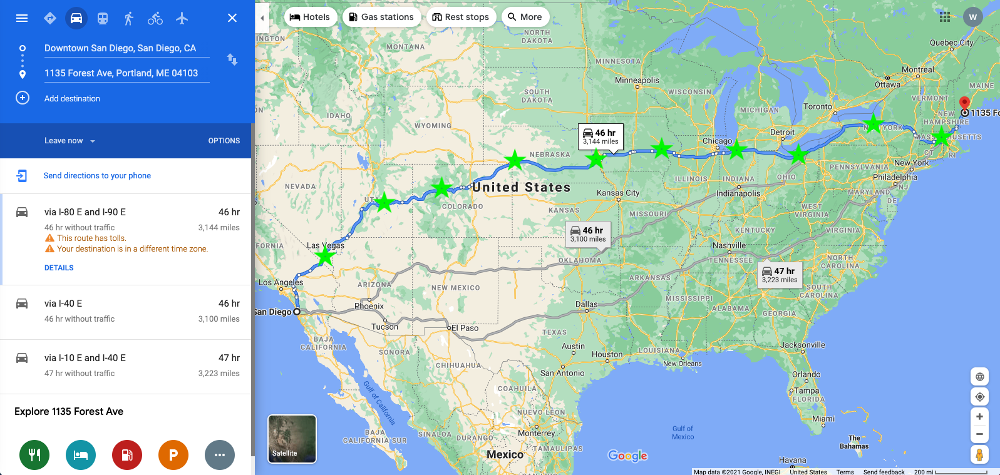 Downtown San Diego, San Diego, CA
1135 Forest Ave, Portland, ME 04103
Add destination
Leave now
OPTIONS
Send directions to your phone
via I-80 E and I-90 E
46 hr
46 hr without traffic
3,144 miles
This route has tolls.
Your destination is in a different time zone.
DETAILS
via I-40 E
46 hr
46 hr without traffic
3,100 miles
via I-10 E and I-40 E
47 hr
47 hr without traffic
3,223 miles
Explore 1135 Forest Ave
P
Hotels
Gas stations
Rest stops
More
W
INGTON
MONTANA
NORTH
DAKOTA
MINNESOTA
Minneapolis
SOUTH
DAKOTA
WISCONSIN
MICHIGAN
Quebec City
Montreal
Ottawa
MAINE
VERMONT
Toronto
NEW
HAMPSHIRE
1135 Fo
IDAHO
WYOMING
46 hr
3,144 miles
Detroit
Chicago
YORK
MASSACHUSETTS
CT
RI
NEBRASKA
NEVADA
United States
UT
COLORADO
Kansas City
ILLINOIS
INDIANA
OHIO
PENNSYLVANIA
New York
Philadelphia
NJ
MARYLAND
DE
Indianapolis
KANSAS
MISSOURI
WEST
VIRGINIA
VIRGINIA
KENTUCKY
46 hr
3,100 miles
Las Vegas
FORNIA
OKLAHOMA
Nashville
TENNESSEE
NORTH
CAROLINA
47 hr
3,223 miles
ARKANSAS
Los Angeles
ARIZONA
NEW MEXICO
SOUTH
CAROLINA
MISSISSIPPI
ALABAMA
GEORGIA
San Diego
Phoenix
Dallas
Tucson
El Paso
TEXAS
BAJA
CALIFORNIA
SONORA
Austin
Houston
LOUISIANA
New Orleans
Jacksonville
CHIHUAHUA
San Antonio
Orlando
Tampa
FLORIDA
COAHUILA
Gulf of California
NUEVO LEON
Miami
Monterrey
Gulf of
Mexico
BAJA
CALIFORNIA SUR
SINALOA
DURANGO
TAMAULIPAS
The
Bahamas
Mexico
Havana
Satellite
Google
Map data ©2021 Google, INEGI
United States
Terms
Send feedback
200 mi